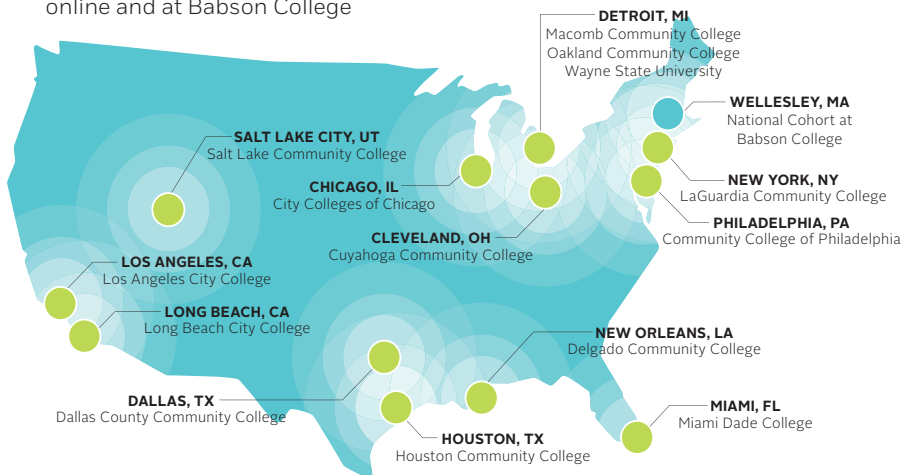 online and at Babson College
DETROIT, MI
Macomb Community College
Oakland Community College
Wayne State University
WELLESLEY, MA
National Cohort at
Babson College
SALT LAKE CITY, UT
Salt Lake Community College
CHICAGO, IL
City Colleges of Chicago
NEW YORK, NY
LaGuardia Community College
PHILADELPHIA, PA
Community College of Philadelphia
CLEVELAND, OH
Cuyahoga Community College
LOS ANGELES, CA
Los Angeles City College
LONG BEACH, CA
Long Beach City College
NEW ORLEANS, LA
Delgado Community College
DALLAS, TX
Dallas County Community College
MIAMI, FL
Miami Dade College
HOUSTON, TX
Houston Community College